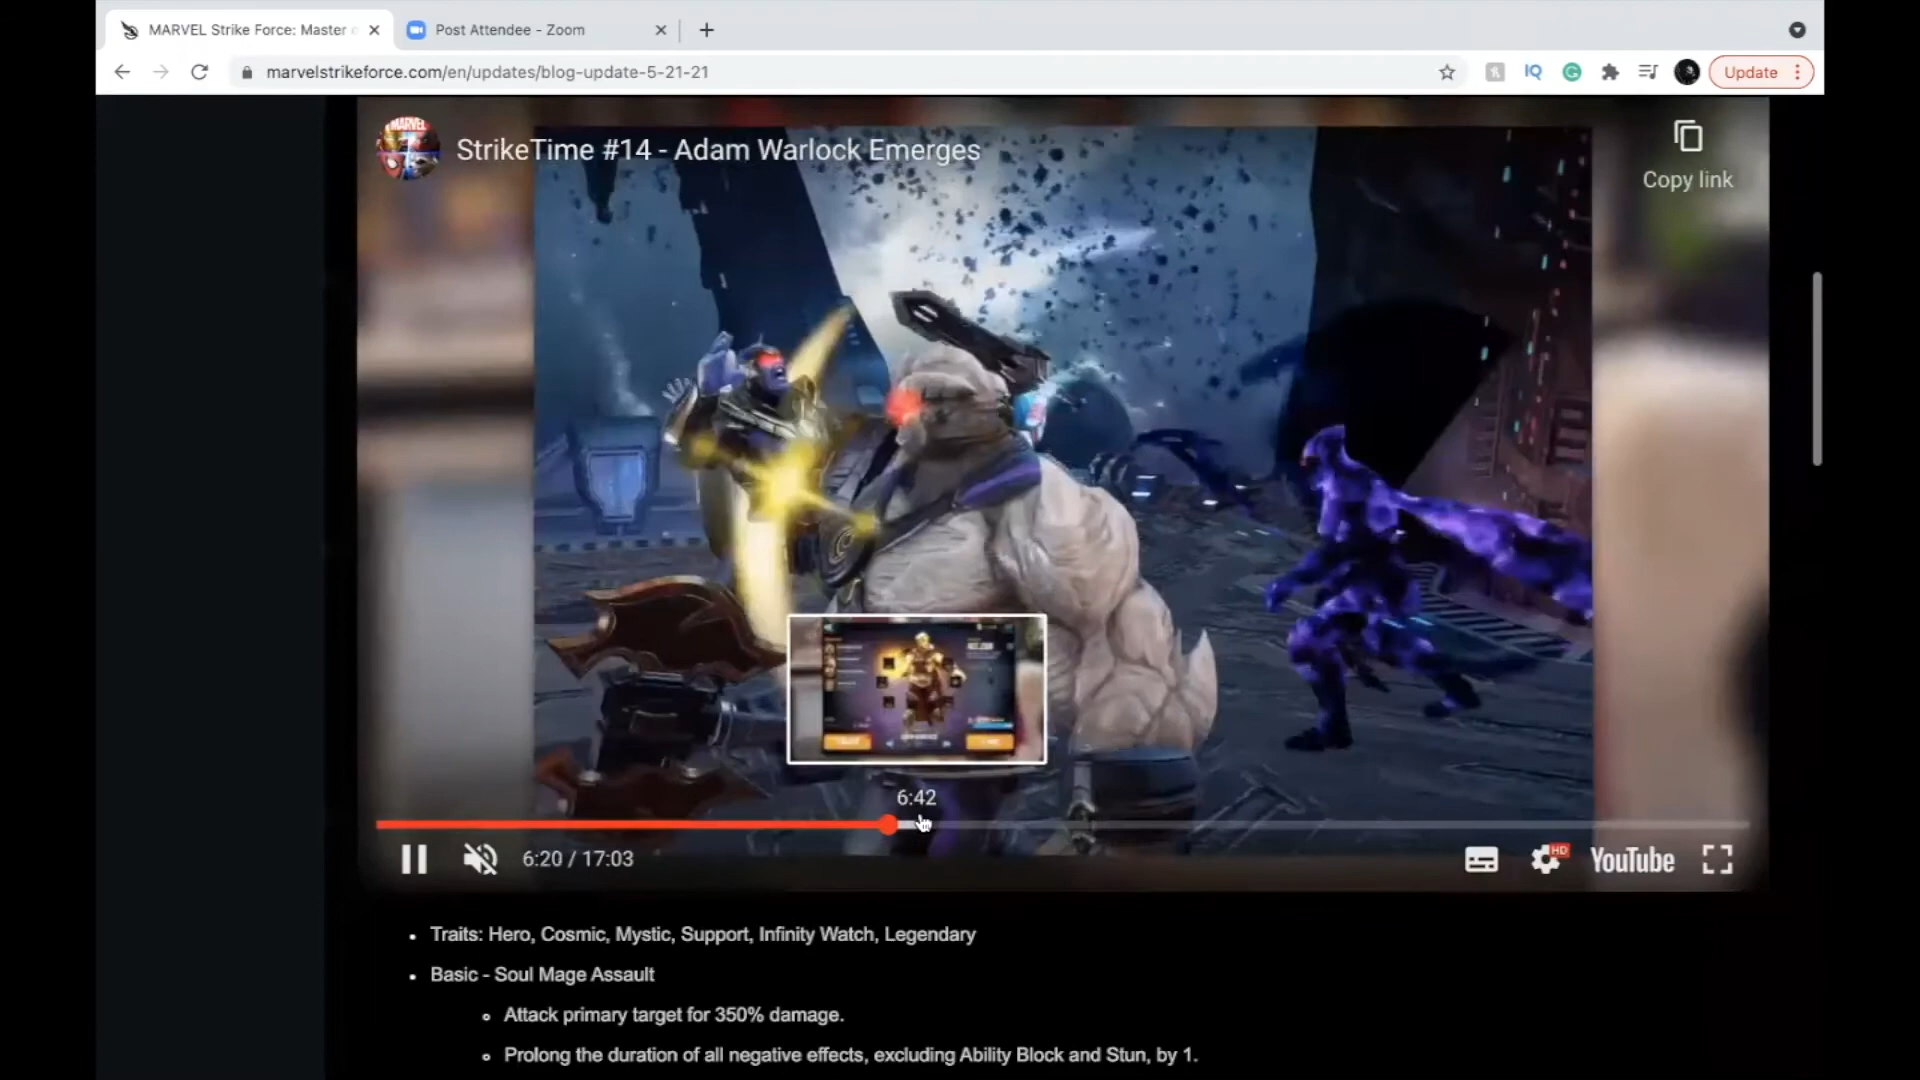 MARVEL Strike Force: Master o
Post Attendee - Zoom
marvelstrikeforce.com/en/updates/blog-update-5-21-21
IQ
Update
MARVEL
StrikeTime #14 - Adam Warlock Emerges
Copy link
6:42
6:20 / 17:03
HD
YouTube
• Traits: Hero, Cosmic, Mystic, Support, Infinity Watch, Legendary
• Basic - Soul Mage Assault
Attack primary target for 350% damage.
Prolong the duration of all negative effects, excluding Ability Block and Stun, by 1.